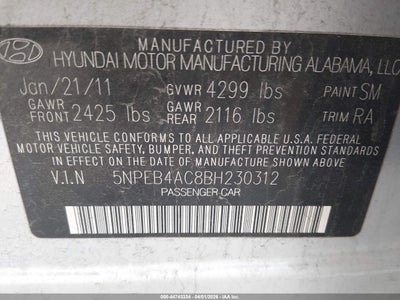 MANUFACTURED BY
HYUNDAI MOTOR MANUFACTURING ALABAMA, LLC
Jan/21/11 GVWR 4299 lbs PAINT SM
GAWR FRONT 2425 lbs GAWR REAR 2116 lbs TRIM RA
THIS VEHICLE CONFORMS TO ALL APPLICABLE U.S.A. FEDERAL
MOTOR VEHICLE SAFETY, BUMPER, AND THEFT PREVENTION STANDARDS
IN EFFECT ON THE DATE OF MANUFACTURE SHOWN ABOVE.
V.I.N 5NPEB4AC8BH230312
PASSENGER-CAR